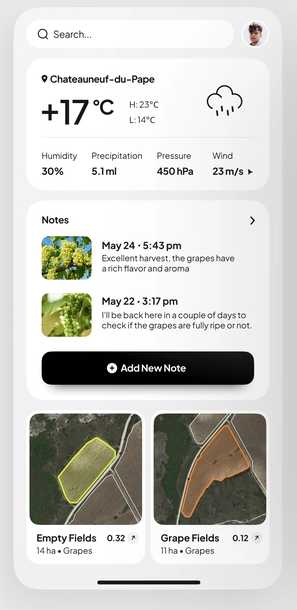 Search...
Chateauneuf-du-Pape
+17°C
H: 23°C
L: 14°C
Humidity Precipitation Pressure Wind
30% 5.1 ml 450 hPa 23 m/s
Notes
May 24 • 5:43 pm
Excellent harvest, the grapes have
a rich flavor and aroma
May 22 • 3:17 pm
I'll be back here in a couple of days to
check if the grapes are fully ripe or not.
Add New Note
Empty Fields 0.32
14 ha • Grapes
Grape Fields 0.12
11 ha • Grapes